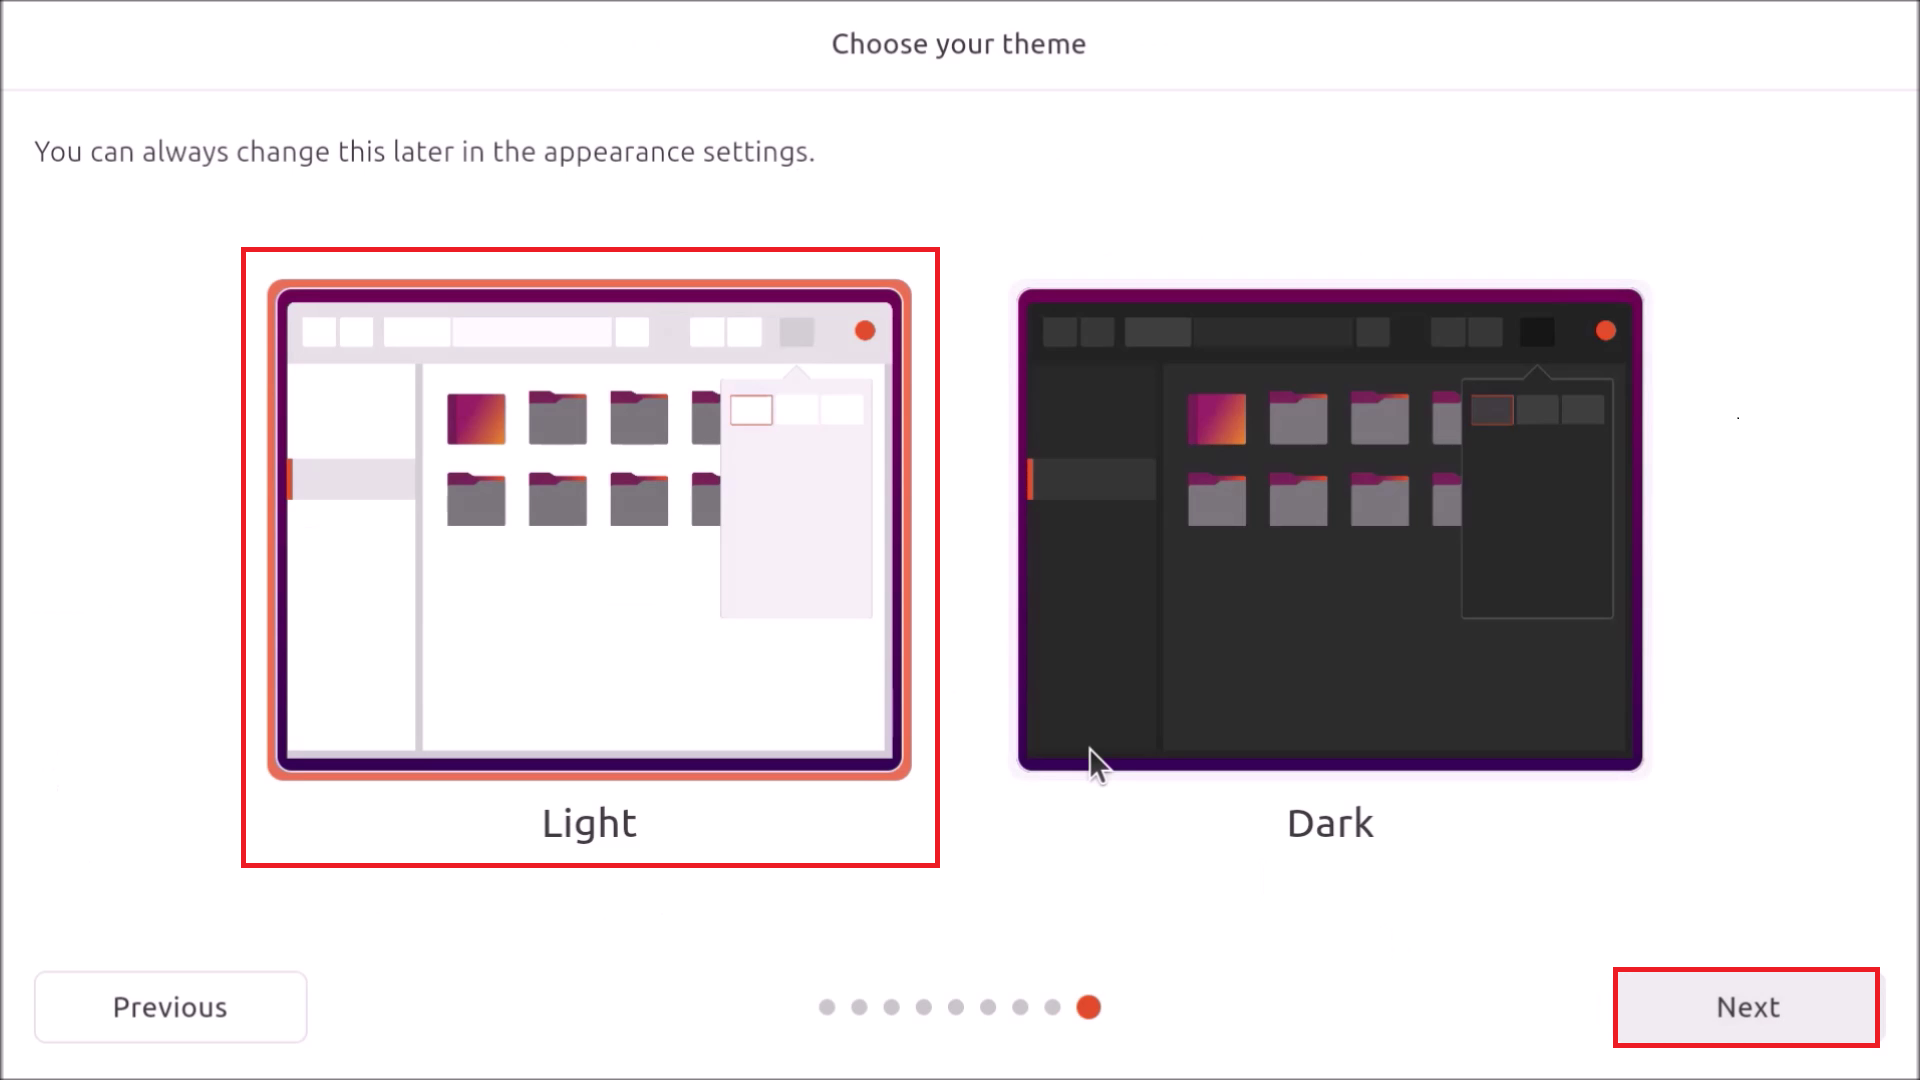 Choose your theme
You can always change this later in the appearance settings.
Light
Dark
Previous
Next